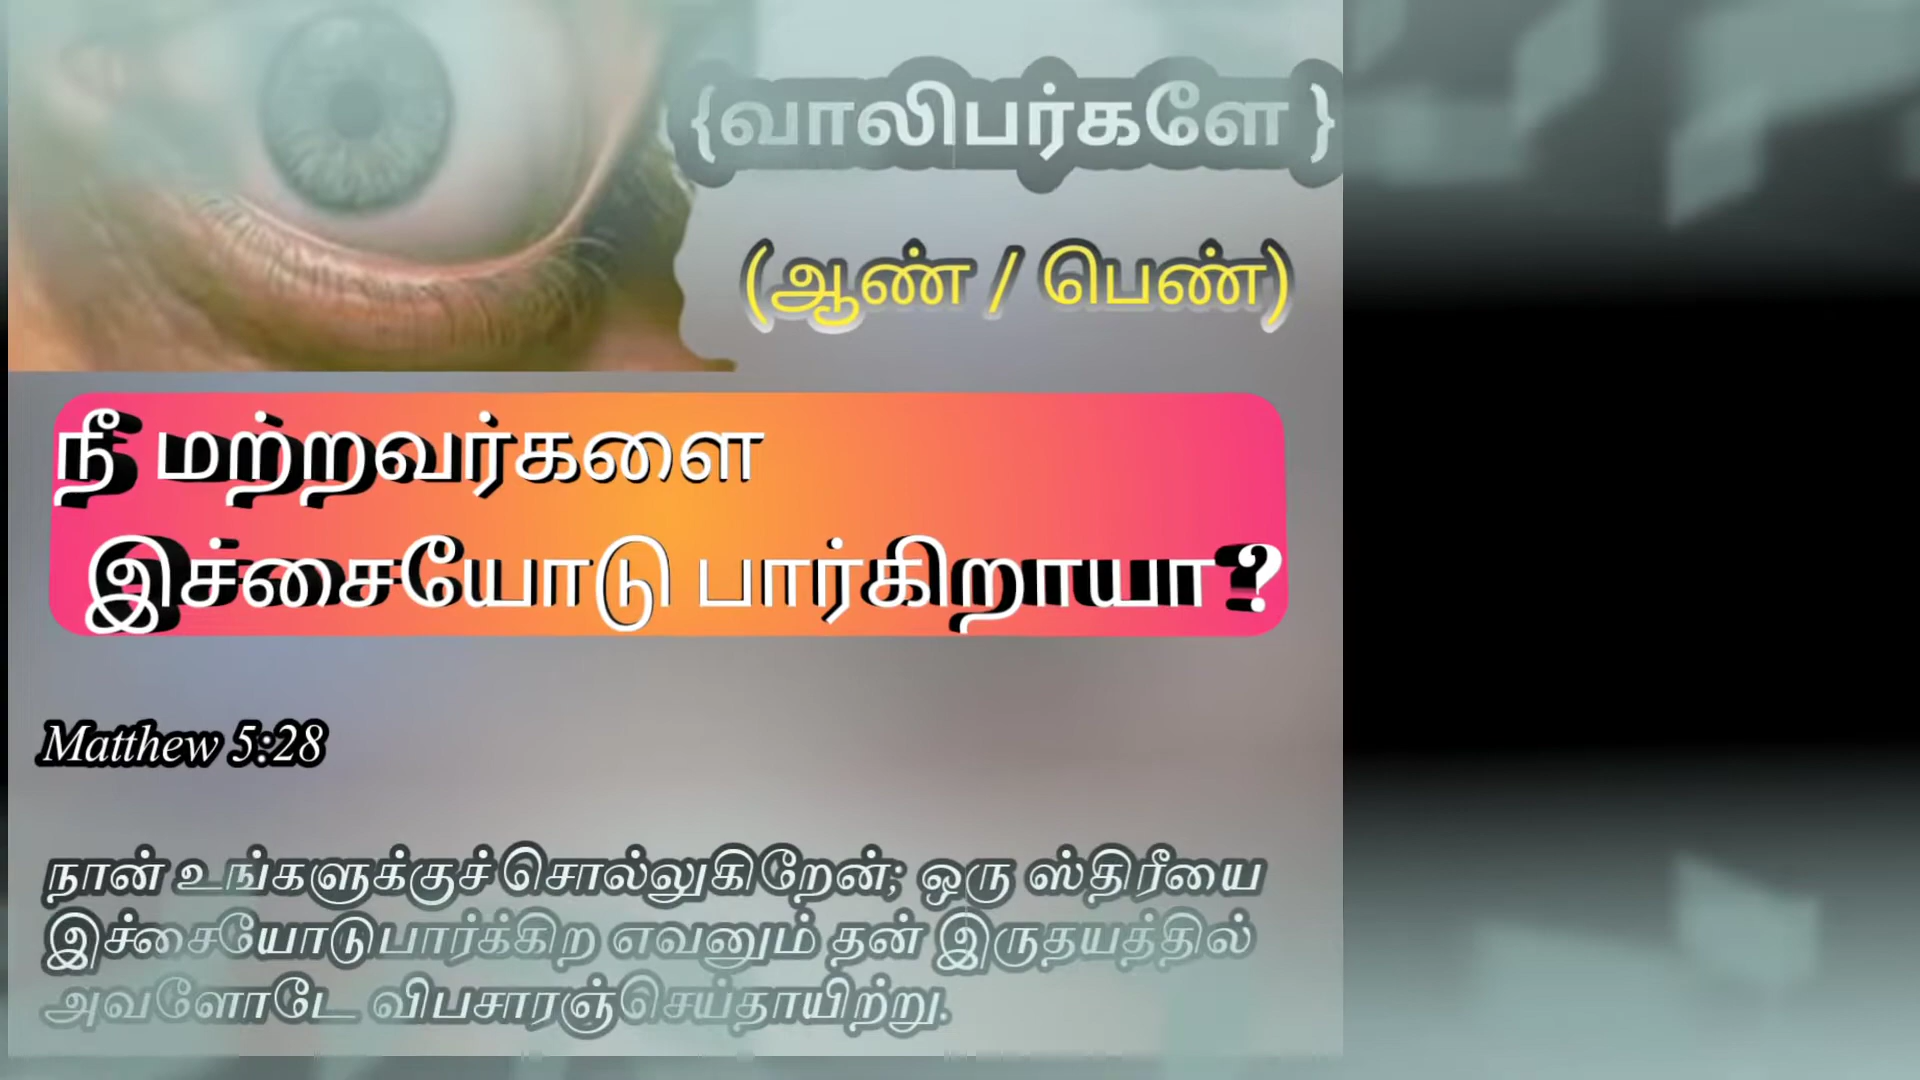 {வாலிபர்களே }
(ஆண் / பெண்)
நீ மற்றவர்களை
இச்சையோடு பார்கிறாயா?
Matthew 5:28
நான் உங்களுக்குச் சொல்லுகிறேன்; ஒரு ஸ்திரீயை
இச்சையோடுபார்க்கிற எவனும் தன் இருதயத்தில்
அவளோடே விபசாரஞ்செய்தாயிற்று.